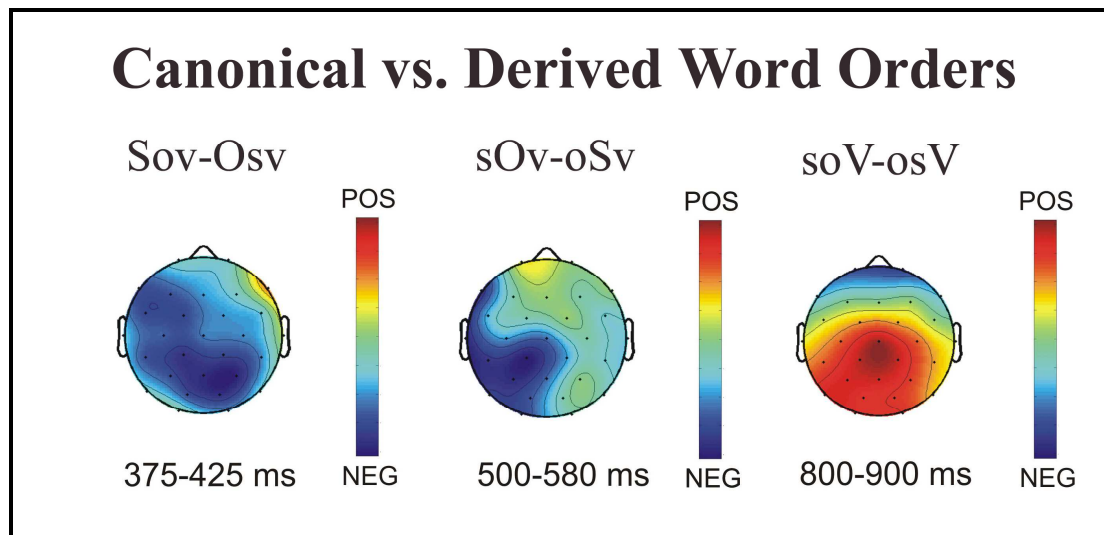 Canonical vs. Derived Word Orders
Sov-Osv
sOv-oSv
soV-osV
POS
POS
POS
NEG
NEG
NEG
375-425 ms
500-580 ms
800-900 ms